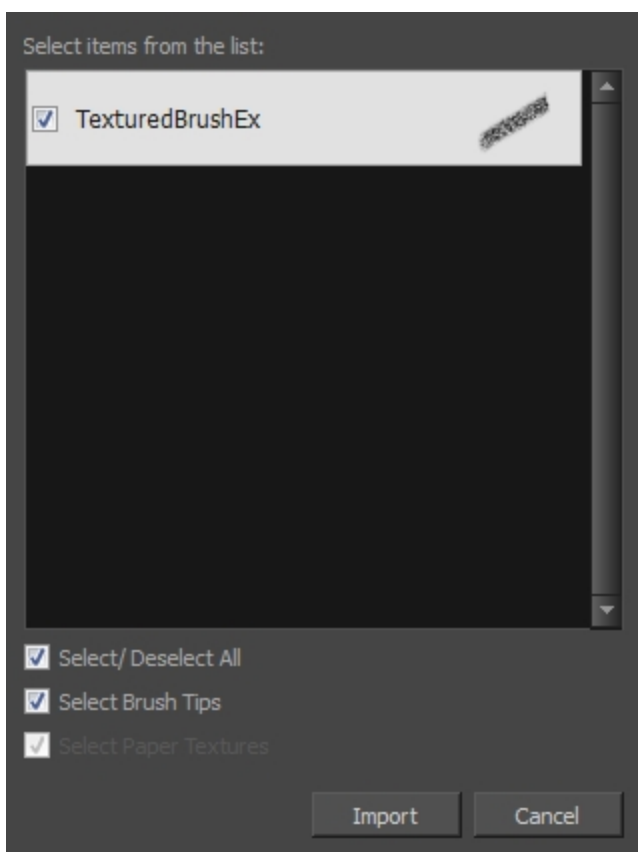 Select items from the list:
TexturedBrushEx
Select/ Deselect All
Select Brush Tips
Select Paper Textures
Import
Cancel